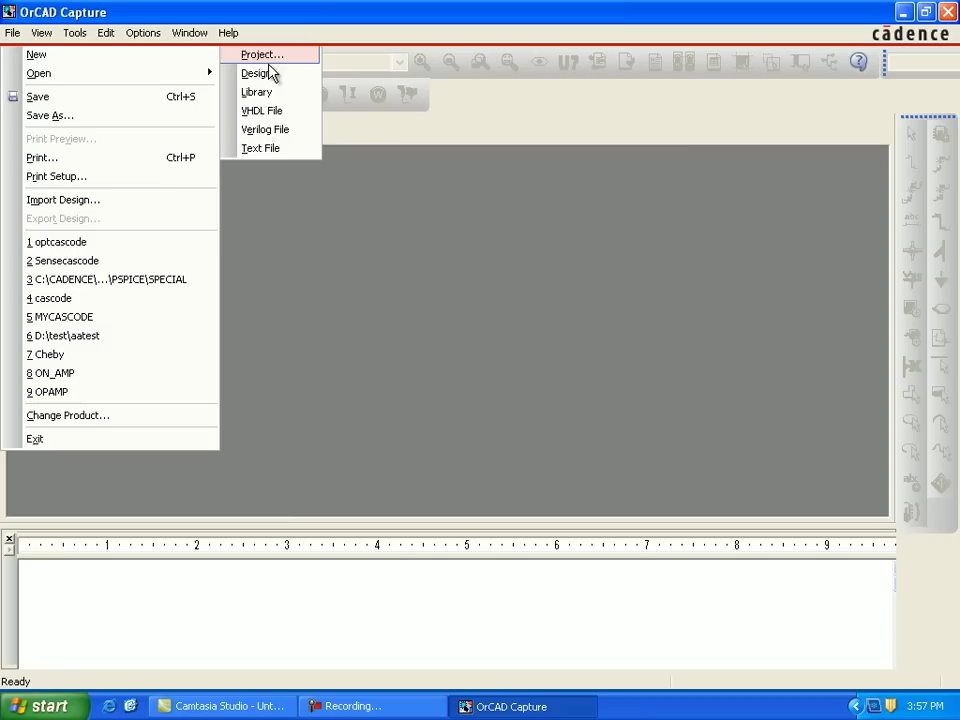 OrCAD Capture
File View Tools Edit Options Window Help
cādence
New
Open
Save Ctrl+S
Save As...
Print Preview...
Print... Ctrl+P
Print Setup...
Import Design...
Export Design...
1 optcascode
2 Sensecascode
3 C:\CADENCE\...\PSPICE\SPECIAL
4 cascode
5 MYCASCODE
6 D:\test\aatest
7 Cheby
8 ON_AMP
9 OPAMP
Change Product...
Exit
Project...
Design
Library
VHDL File
Verilog File
Text File
U?
abc
1 2 3 4 5 6 7 8 9
Ready
start
Camtasia Studio - Unt...
Recording...
OrCAD Capture
3:57 PM